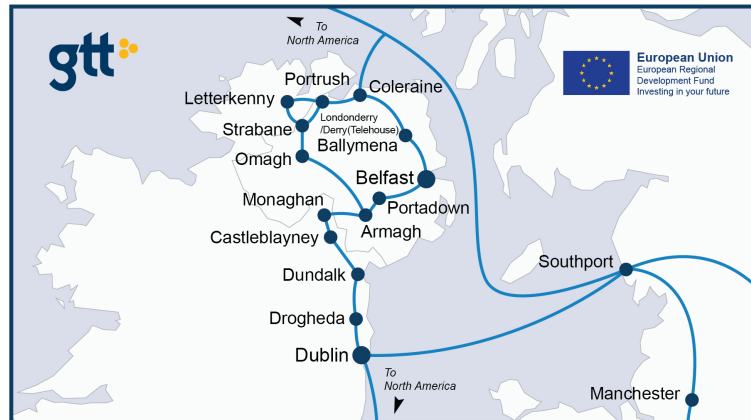 gtt
To
North America
European Union
European Regional
Development Fund
Investing in your future
Portrush
Coleraine
Letterkenny
Londonderry
/Derry(Telehouse)
Strabane
Ballymena
Omagh
Belfast
Monaghan
Portadown
Armagh
Castleblayney
Southport
Dundalk
Drogheda
Dublin
To
North America
Manchester